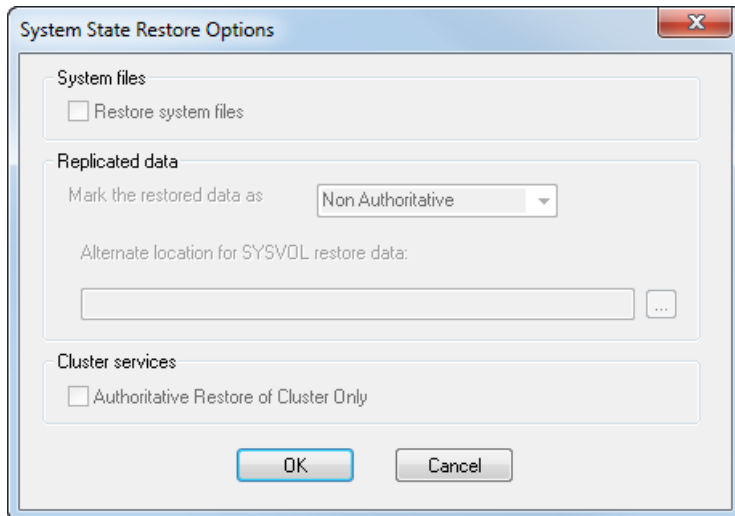 System State Restore Options
System files
Restore system files
Replicated data
Mark the restored data as
Non Authoritative
Alternate location for SYSVOL restore data:
...
Cluster services
Authoritative Restore of Cluster Only
OK
Cancel